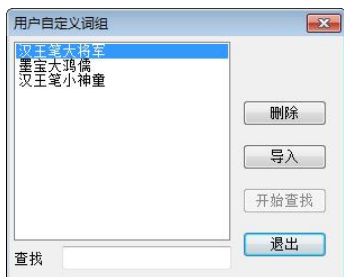 用户自定义词组
汉王笔大将军
墨宝大鸿儒
汉王笔小神童
删除
导入
开始查找
退出
查找